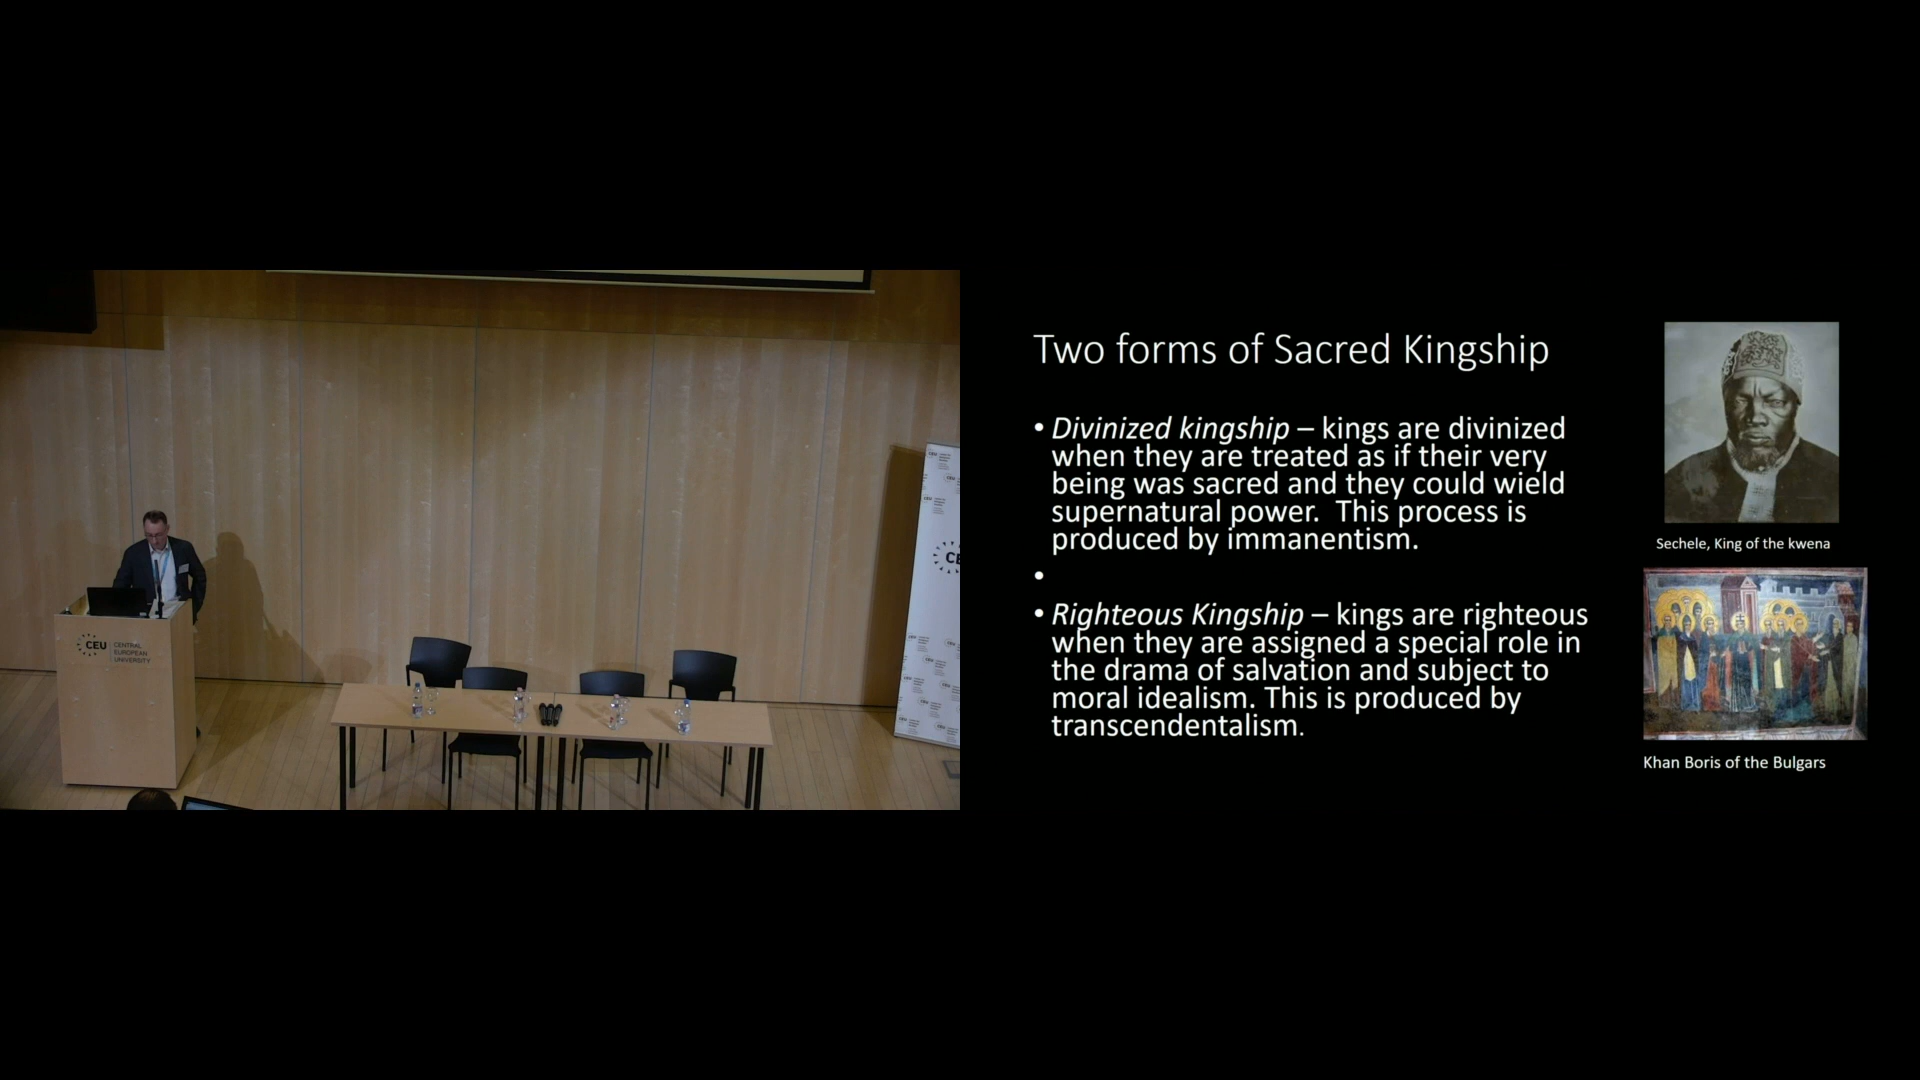 CEU
CENTRAL
EUROPEAN
UNIVERSITY
CEU
Two forms of Sacred Kingship
• Divinized kingship – kings are divinized
when they are treated as if their very
being was sacred and they could wield
supernatural power.  This process is
produced by immanentism.
•
• Righteous Kingship – kings are righteous
when they are assigned a special role in
the drama of salvation and subject to
moral idealism. This is produced by
transcendentalism.
Sechele, King of the kwena
Khan Boris of the Bulgars